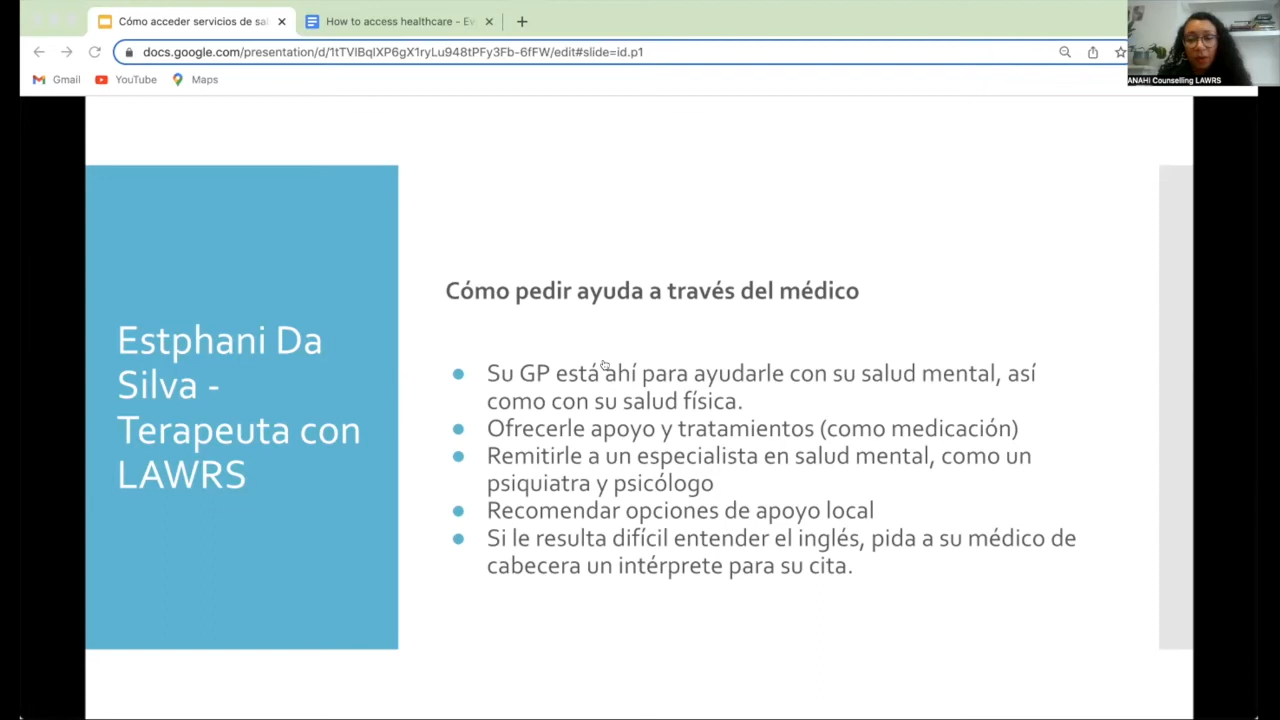 Cómo acceder servicios de sal
How to access healthcare - Ev
docs.google.com/presentation/d/1tTVlBqlXP6gX1ryLu948tPFy3Fb-6fFW/edit#slide=id.p1
Gmail
YouTube
Maps
ANAHI Counselling LAWRS
Estphani Da
Silva -
Terapeuta con
LAWRS
Cómo pedir ayuda a través del médico
Su GP está ahí para ayudarle con su salud mental, así
como con su salud física.
Ofrecerle apoyo y tratamientos (como medicación)
Remitirle a un especialista en salud mental, como un
psiquiatra y psicólogo
Recomendar opciones de apoyo local
Si le resulta difícil entender el inglés, pida a su médico de
cabecera un intérprete para su cita.